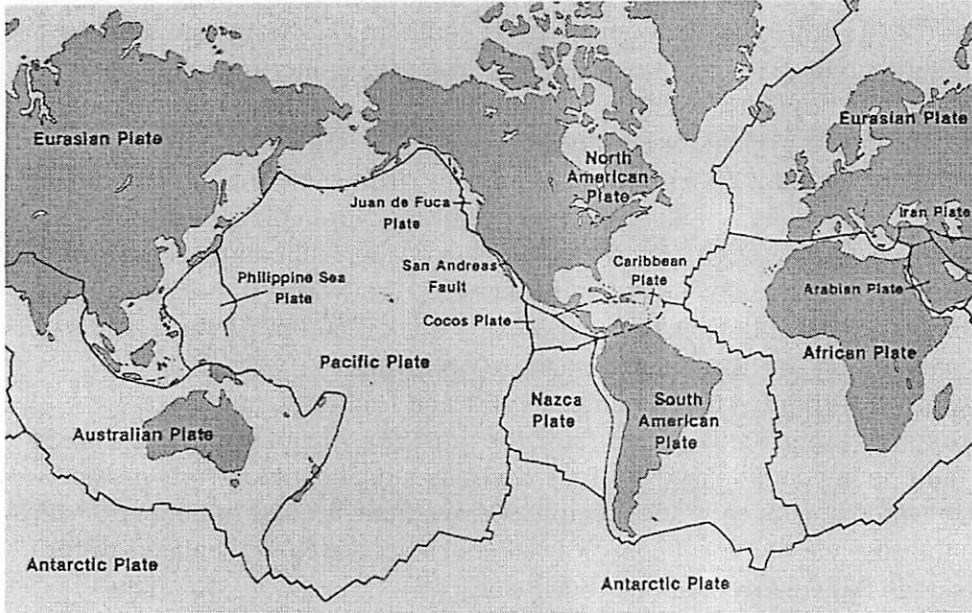 Eurasian Plate
Eurasian Plate
North
American
Plate
Juan de Fuca
Plate
Iran Plate
San Andreas
Fault
Caribbean
Plate
Philippine Sea
Plate
Arabian Plate
Cocos Plate
Pacific Plate
African Plate
Nazca
Plate
South
American
Plate
Australian Plate
Antarctic Plate
Antarctic Plate